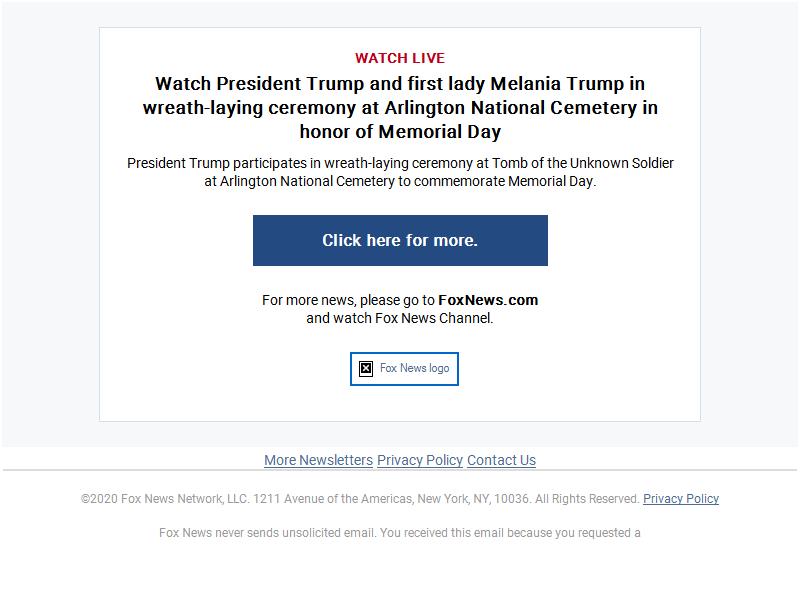 WATCH LIVE
Watch President Trump and first lady Melania Trump in
wreath-laying ceremony at Arlington National Cemetery in
honor of Memorial Day
President Trump participates in wreath-laying ceremony at Tomb of the Unknown Soldier
at Arlington National Cemetery to commemorate Memorial Day.
Click here for more.
For more news, please go to FoxNews.com
and watch Fox News Channel.
Fox News logo
More Newsletters Privacy Policy Contact Us
©2020 Fox News Network, LLC. 1211 Avenue of the Americas, New York, NY, 10036. All Rights Reserved. Privacy Policy
Fox News never sends unsolicited email. You received this email because you requested a